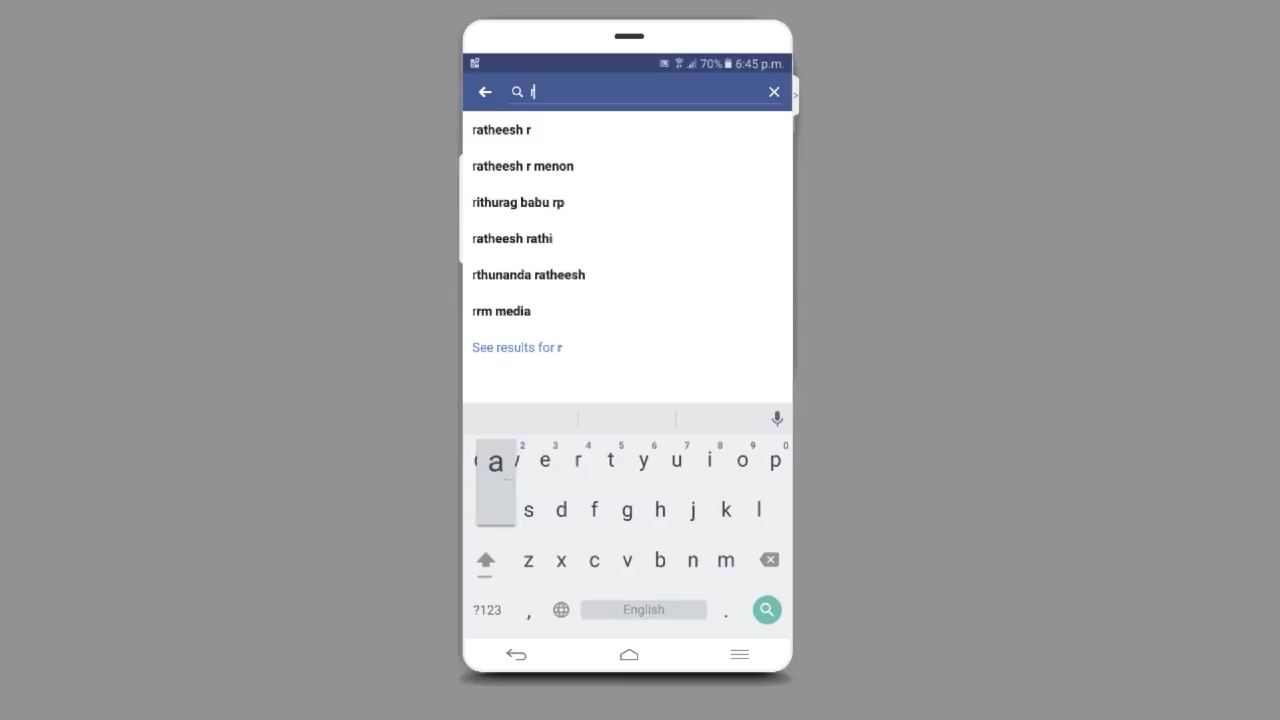 70% 6:45 p.m.
r
ratheesh r
ratheesh r menon
rithurag babu rp
ratheesh rathi
rthunanda ratheesh
rrm media
See results for r
2 3 4 5 6 7 8 9 0
a e r t y u i o p
s d f g h j k l
z x c v b n m
?123 , English .